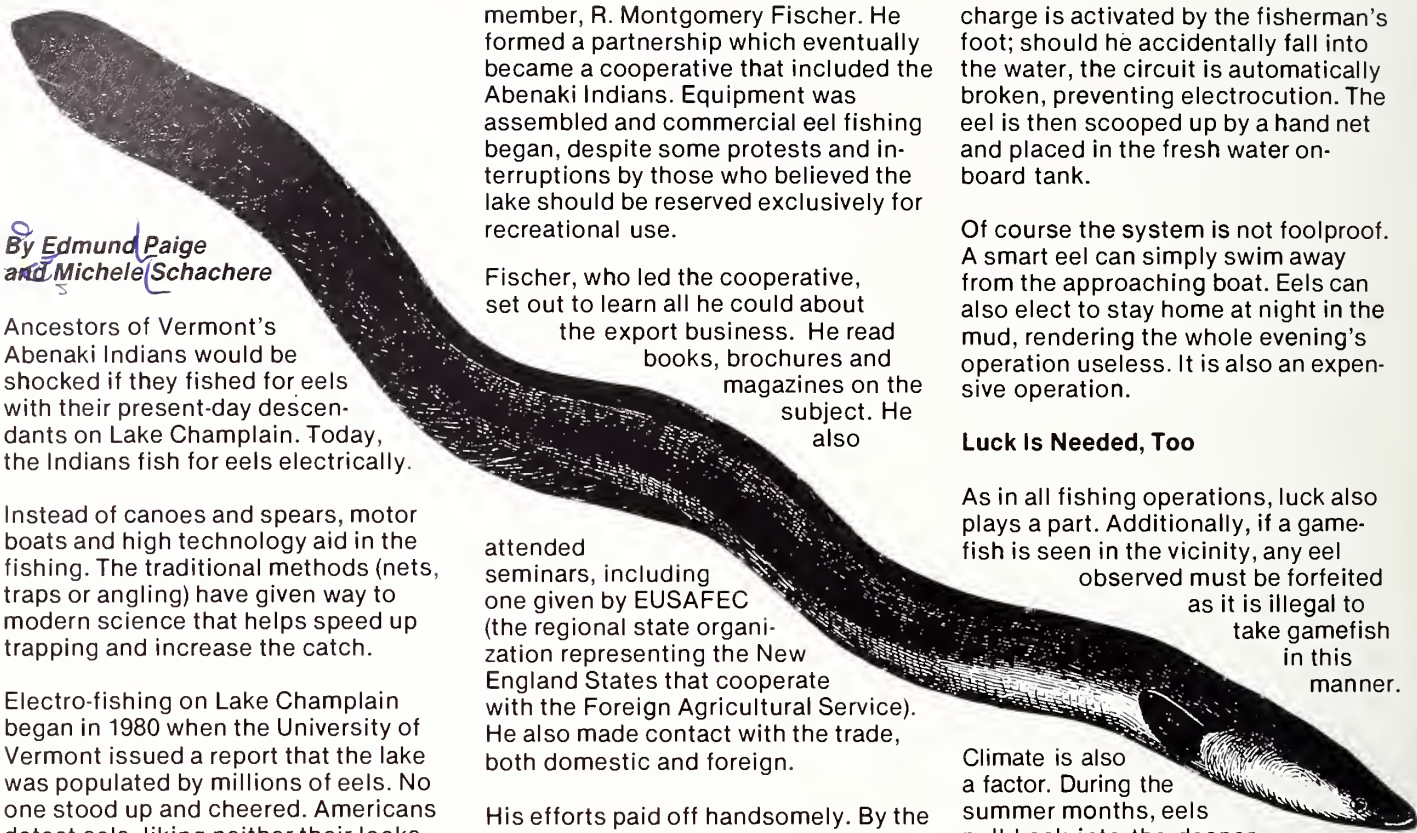 By Edmund Paige
and Michele Schachere
Ancestors of Vermont's
Abenaki Indians would be
shocked if they fished for eels
with their present-day descen-
dants on Lake Champlain. Today,
the Indians fish for eels electrically.
Instead of canoes and spears, motor
boats and high technology aid in the
fishing. The traditional methods (nets,
traps or angling) have given way to
modern science that helps speed up
trapping and increase the catch.
Electro-fishing on Lake Champlain
began in 1980 when the University of
Vermont issued a report that the lake
was populated by millions of eels. No
one stood up and cheered. Americans
detest eels, liking neither their looks
member, R. Montgomery Fischer. He
formed a partnership which eventually
became a cooperative that included the
Abenaki Indians. Equipment was
assembled and commercial eel fishing
began, despite some protests and in-
terruptions by those who believed the
lake should be reserved exclusively for
recreational use.
Fischer, who led the cooperative,
set out to learn all he could about
the export business. He read
books, brochures and
magazines on the
subject. He
also
attended
seminars, including
one given by EUSAFEC
(the regional state organi-
zation representing the New
England States that cooperate
with the Foreign Agricultural Service).
He also made contact with the trade,
both domestic and foreign.
His efforts paid off handsomely. By the
charge is activated by the fisherman's
foot; should he accidentally fall into
the water, the circuit is automatically
broken, preventing electrocution. The
eel is then scooped up by a hand net
and placed in the fresh water on-
board tank.
Of course the system is not foolproof.
A smart eel can simply swim away
from the approaching boat. Eels can
also elect to stay home at night in the
mud, rendering the whole evening's
operation useless. It is also an expen-
sive operation.
Luck Is Needed, Too
As in all fishing operations, luck also
plays a part. Additionally, if a game-
fish is seen in the vicinity, any eel
observed must be forfeited
as it is illegal to
take gamefish
in this
manner.
Climate is also
a factor. During the
summer months, eels